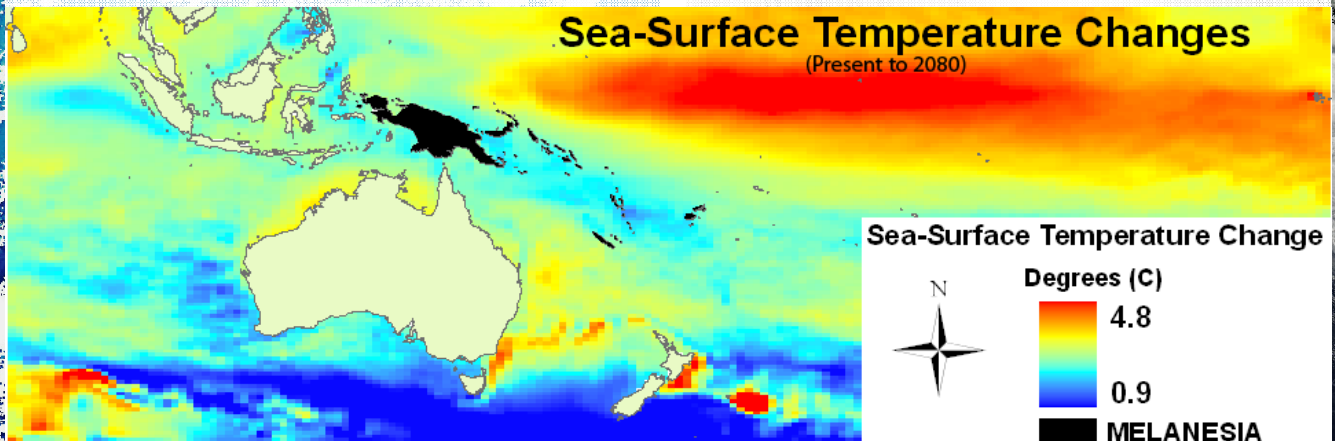 Sea-Surface Temperature Changes
(Present to 2080)
Sea-Surface Temperature Change
Degrees (C)
N
4.8
0.9
MELANESIA